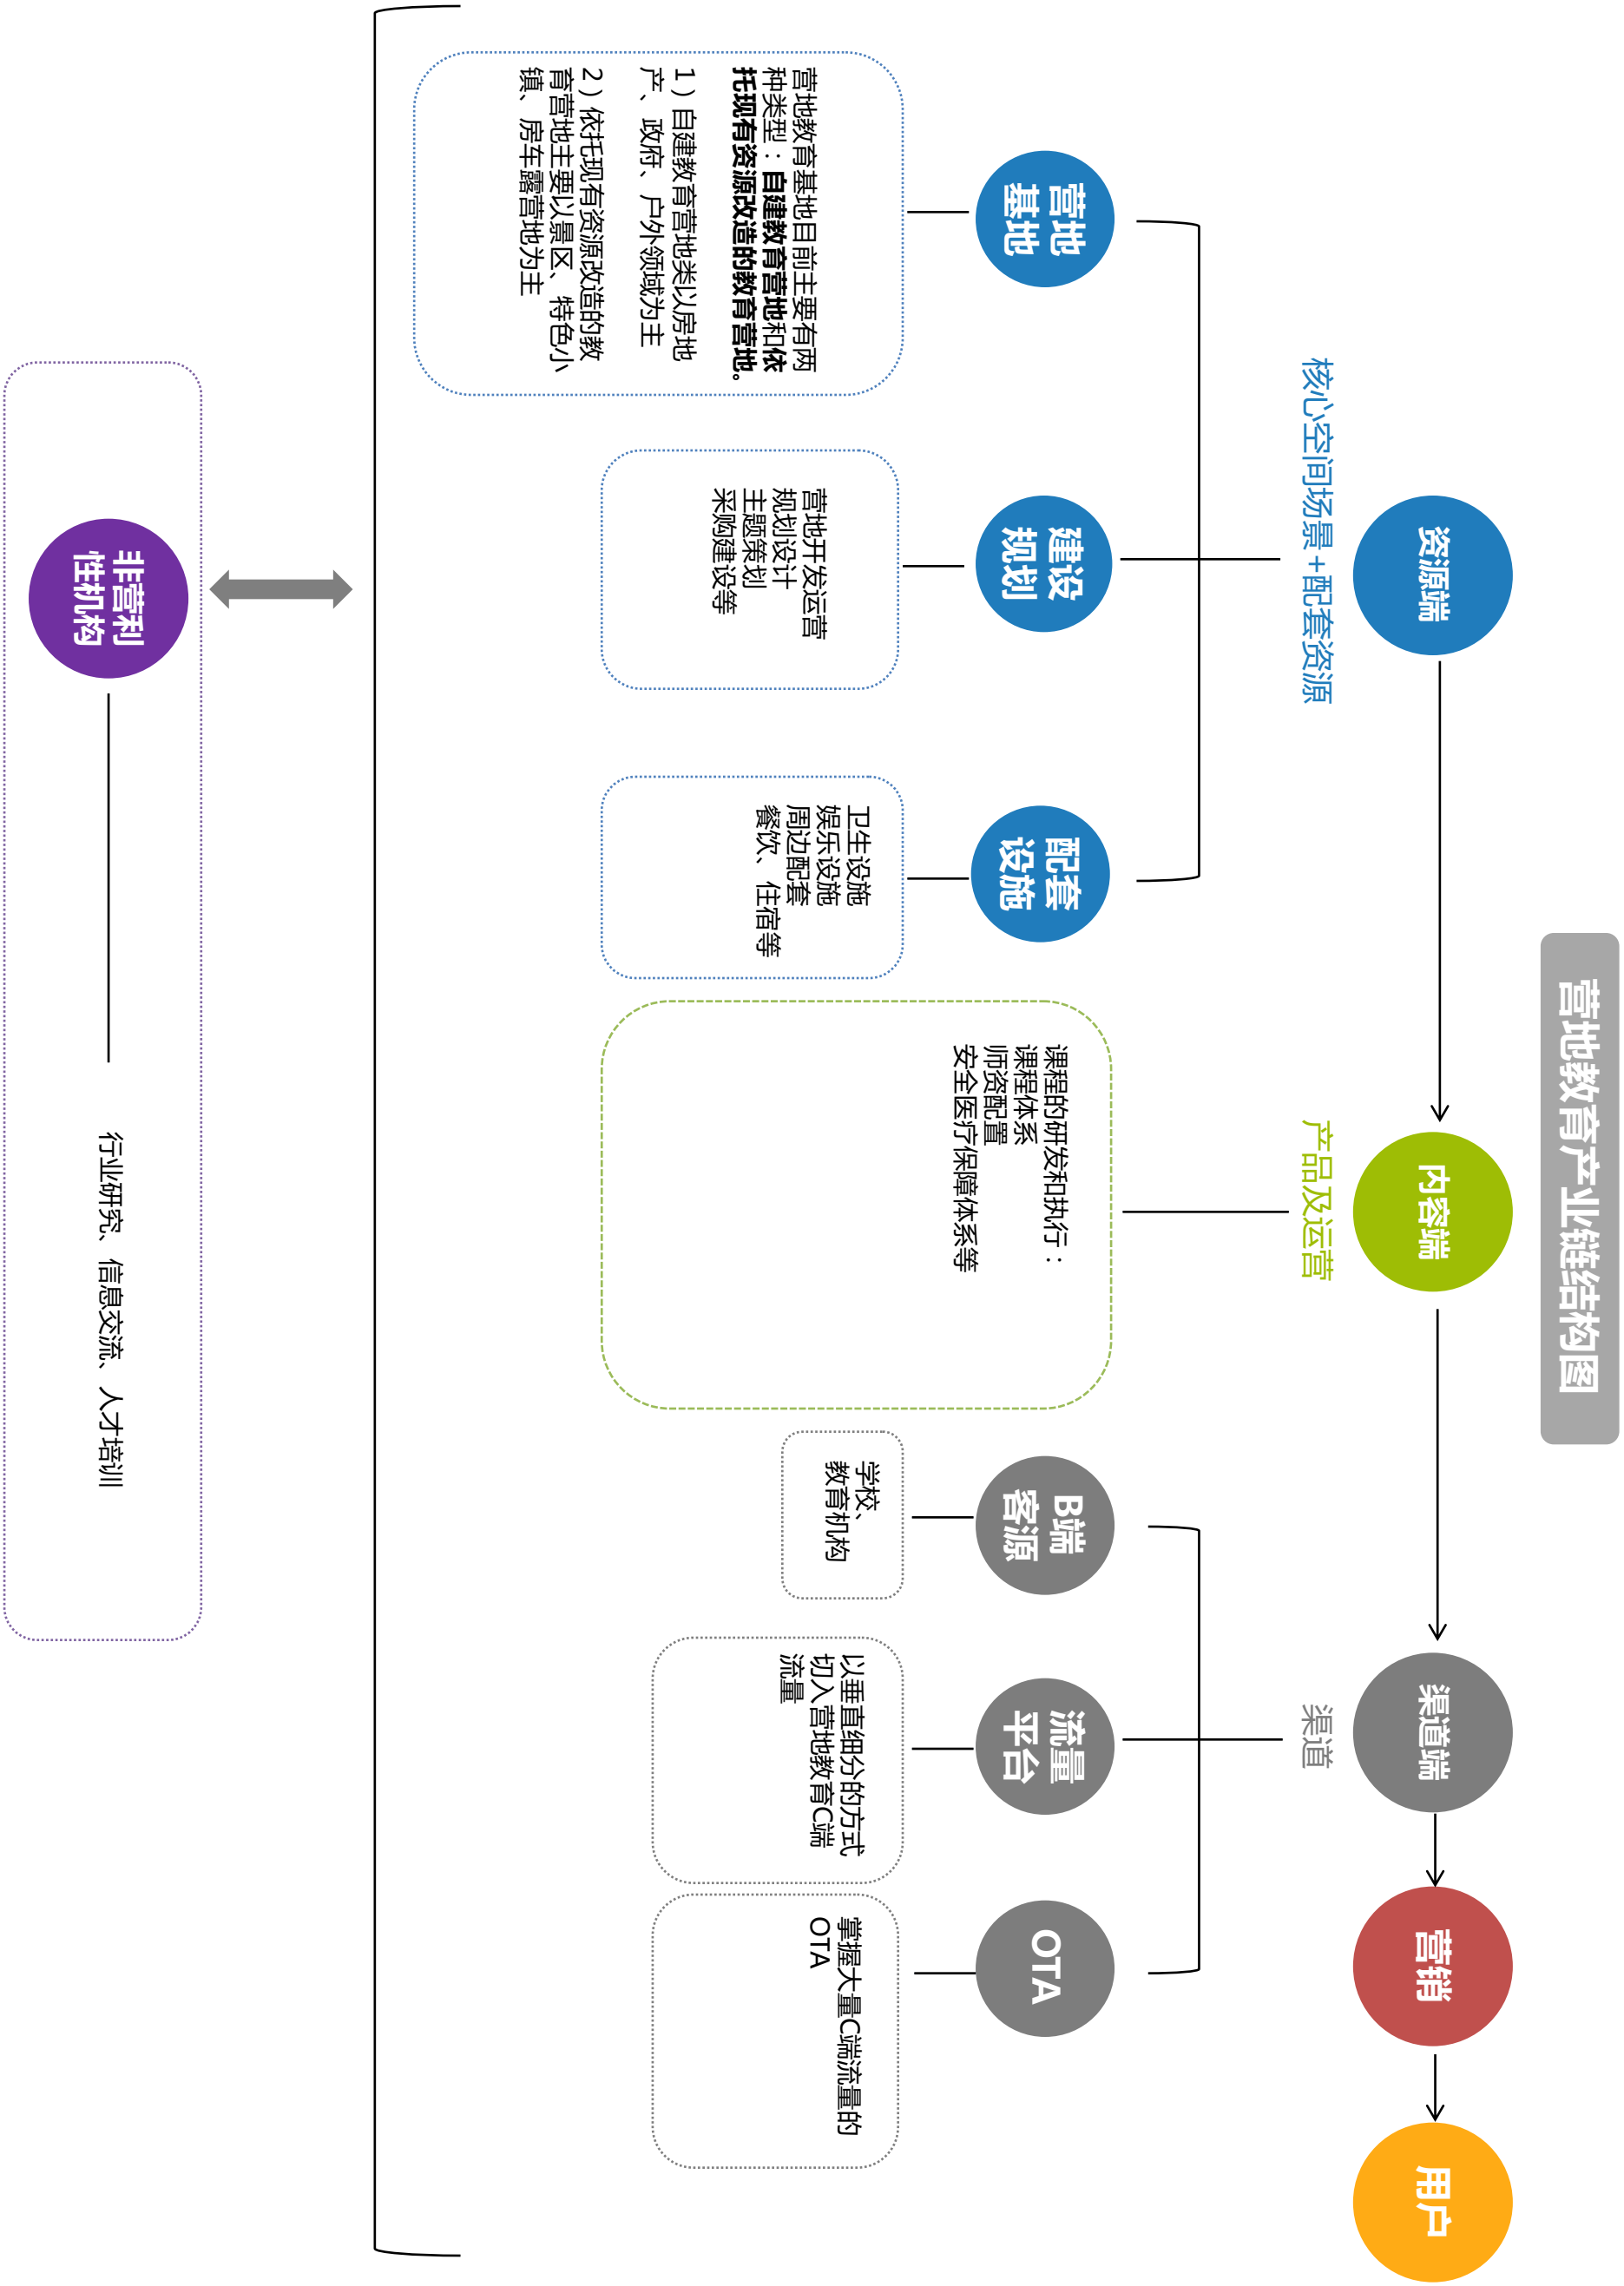 营地教育产业链结构图
资源端
内容端
渠道端
营销
用户
核心空间场景+配套资源
产品及运营
渠道
营地
基地
建设
规划
配套
设施
B端
客源
流量
平台
OTA
营地教育基地目前主要有两
种类型：自建教育营地和依
托现有资源改造的教育营地。
1）自建教育营地类以房地
产、政府、户外领域为主
2）依托现有资源改造的教
育营地主要以景区、特色小
镇、房车露营地为主
营地开发运营
规划设计
主题策划
采购建设等
卫生设施
娱乐设施
周边配套
餐饮、住宿等
课程的研发和执行：
课程体系
师资配置
安全医疗保障体系等
学校、
教育机构
以垂直细分的方式
切入营地教育C端
流量
掌握大量C端流量的
OTA
非营利
性机构
行业研究、信息交流、人才培训